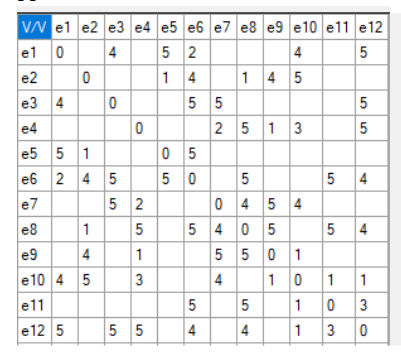 V/V e1 e2 e3 e4 e5 e6 e7 e8 e9 e10 e11 e12
e1 0 4 5 2 4 5
e2 0 1 4 1 4 5
e3 4 0 5 5 5
e4 0 2 5 1 3 5
e5 5 1 0 5
e6 2 4 5 5 0 5 5 4
e7 5 2 0 4 5 4
e8 1 5 5 4 0 5 5 4
e9 4 1 5 5 0 1
e10 4 5 3 4 1 0 1 1
e11 5 5 1 0 3
e12 5 5 5 4 4 1 3 0